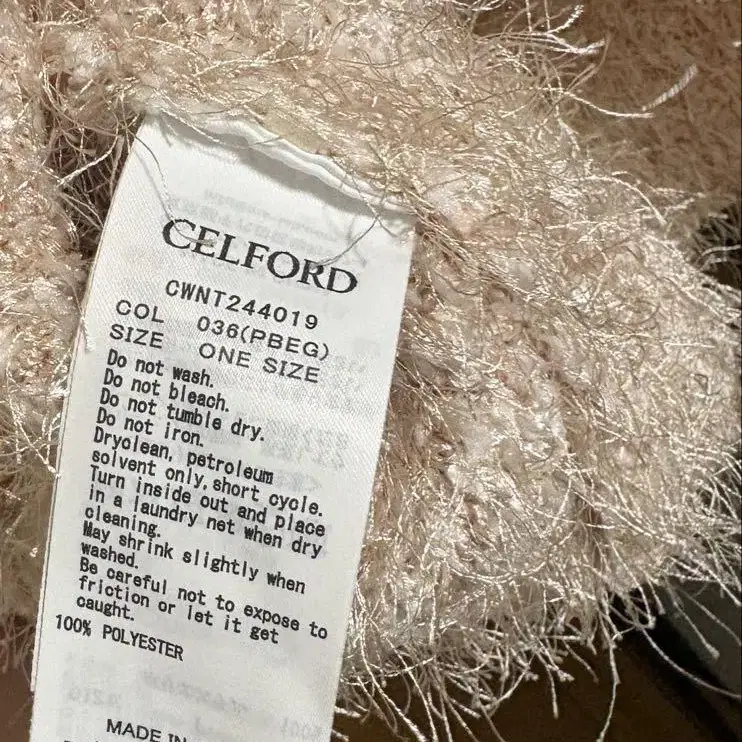 CELFORD
CWNT244019
COL 036(PBEG)
SIZE ONE SIZE
Do not wash.
Do not bleach.
Do not tumble dry.
Do not iron.
Dryclean, petroleum
solvent only,short cycle.
Turn inside out and place
in a laundry net when dry
cleaning.
May shrink slightly when
washed.
Be careful not to expose to
friction or let it get
caught.
100% POLYESTER
MADE IN